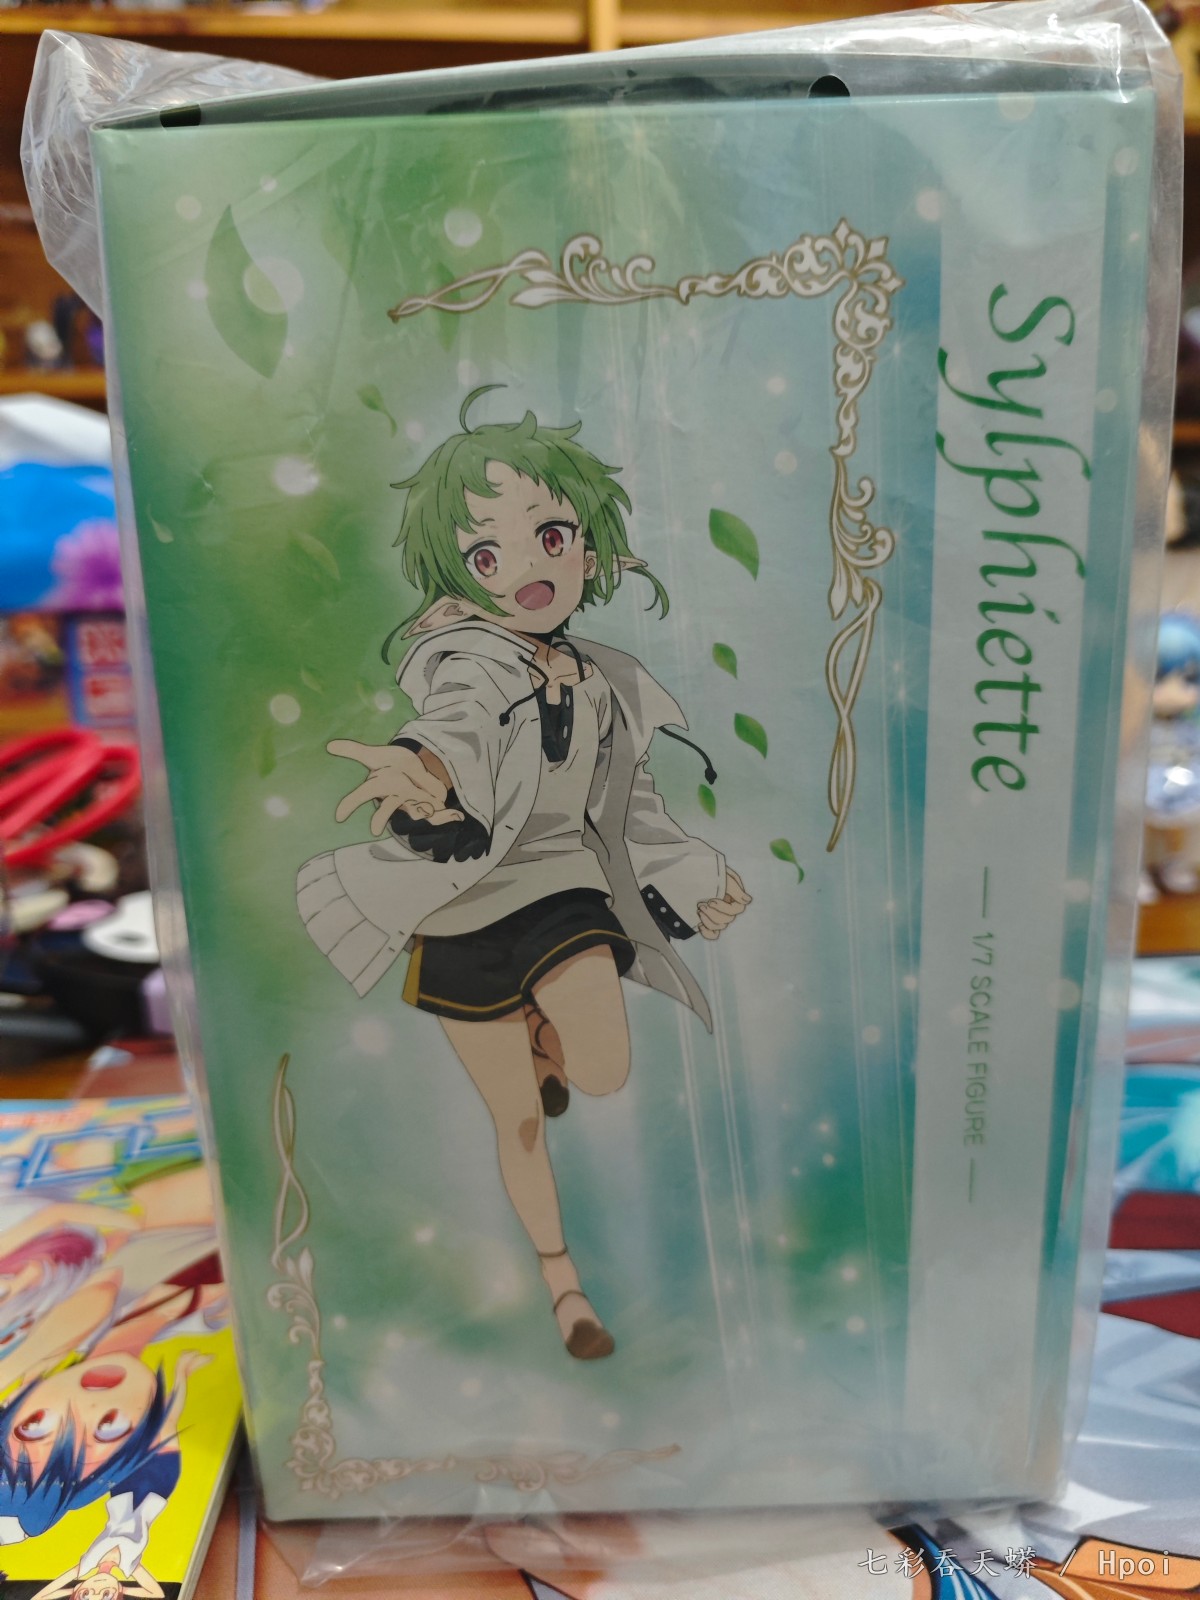 Sylphiette
— 1/7 SCALE FIGURE —
七彩吞天蟒 / Hpoi